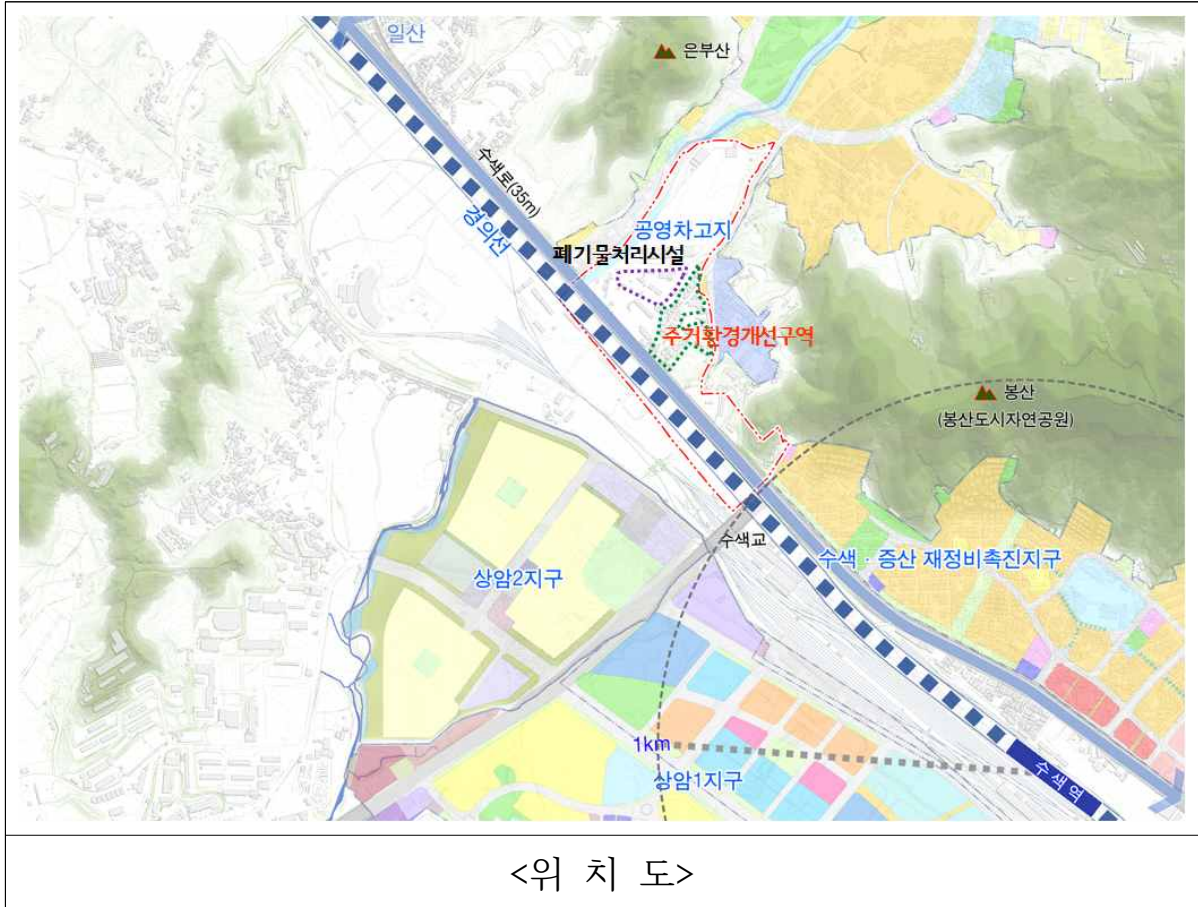 일산
은부산
수색로(35m)
경의선
공영차고지
폐기물처리시설
주거환경개선구역
봉산
(봉산도시자연공원)
수색교
수색 · 증산 재정비촉진지구
상암2지구
1km
상암1지구
수색역
<위 치 도>